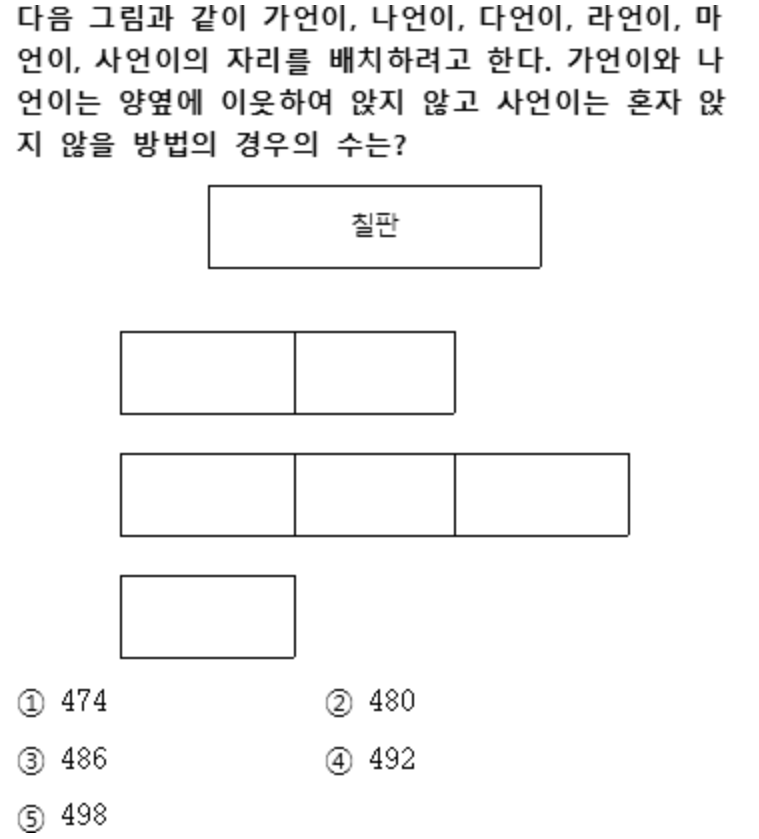 다음 그림과 같이 가언이, 나언이, 다언이, 라언이, 마
언이, 사언이의 자리를 배치하려고 한다. 가언이와 나
언이는 양옆에 이웃하여 앉지 않고 사언이는 혼자 앉
지 않을 방법의 경우의 수는?
칠판
① 474 ② 480
③ 486 ④ 492
⑤ 498